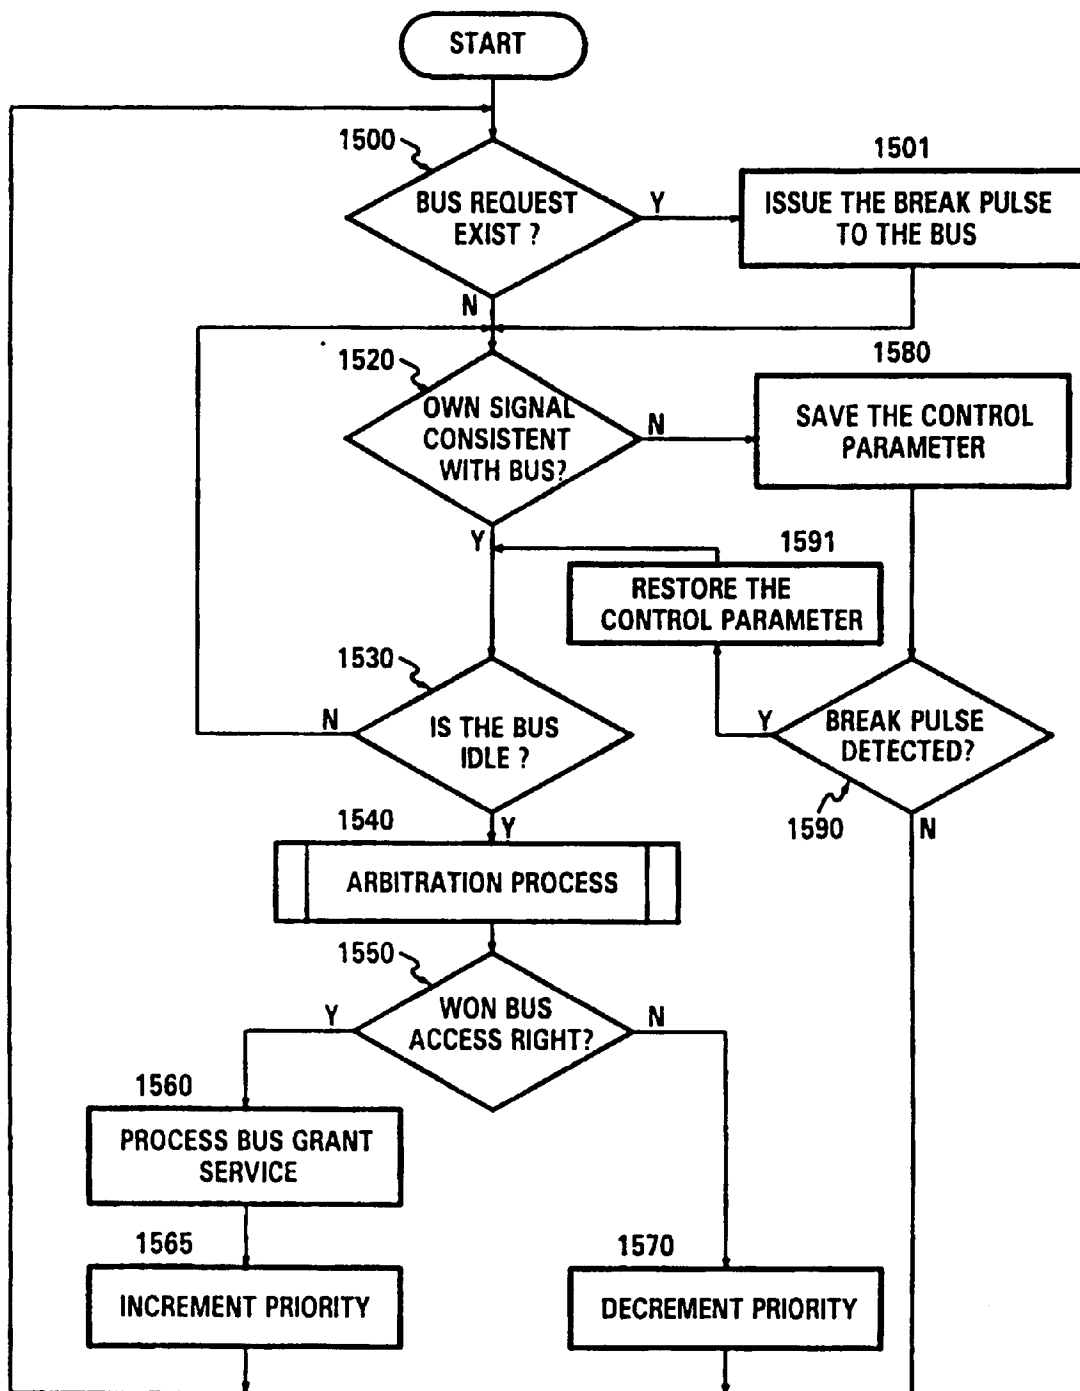 START
1500
BUS REQUEST
EXIST ?
Y
N
1501
ISSUE THE BREAK PULSE
TO THE BUS
1520
OWN SIGNAL
CONSISTENT
WITH BUS?
N
Y
1580
SAVE THE CONTROL
PARAMETER
1591
RESTORE THE
CONTROL PARAMETER
1530
IS THE BUS
IDLE ?
N
Y
BREAK PULSE
DETECTED?
Y
N
1590
1540
ARBITRATION PROCESS
1550
WON BUS
ACCESS RIGHT?
Y
N
1560
PROCESS BUS GRANT
SERVICE
1565
INCREMENT PRIORITY
1570
DECREMENT PRIORITY